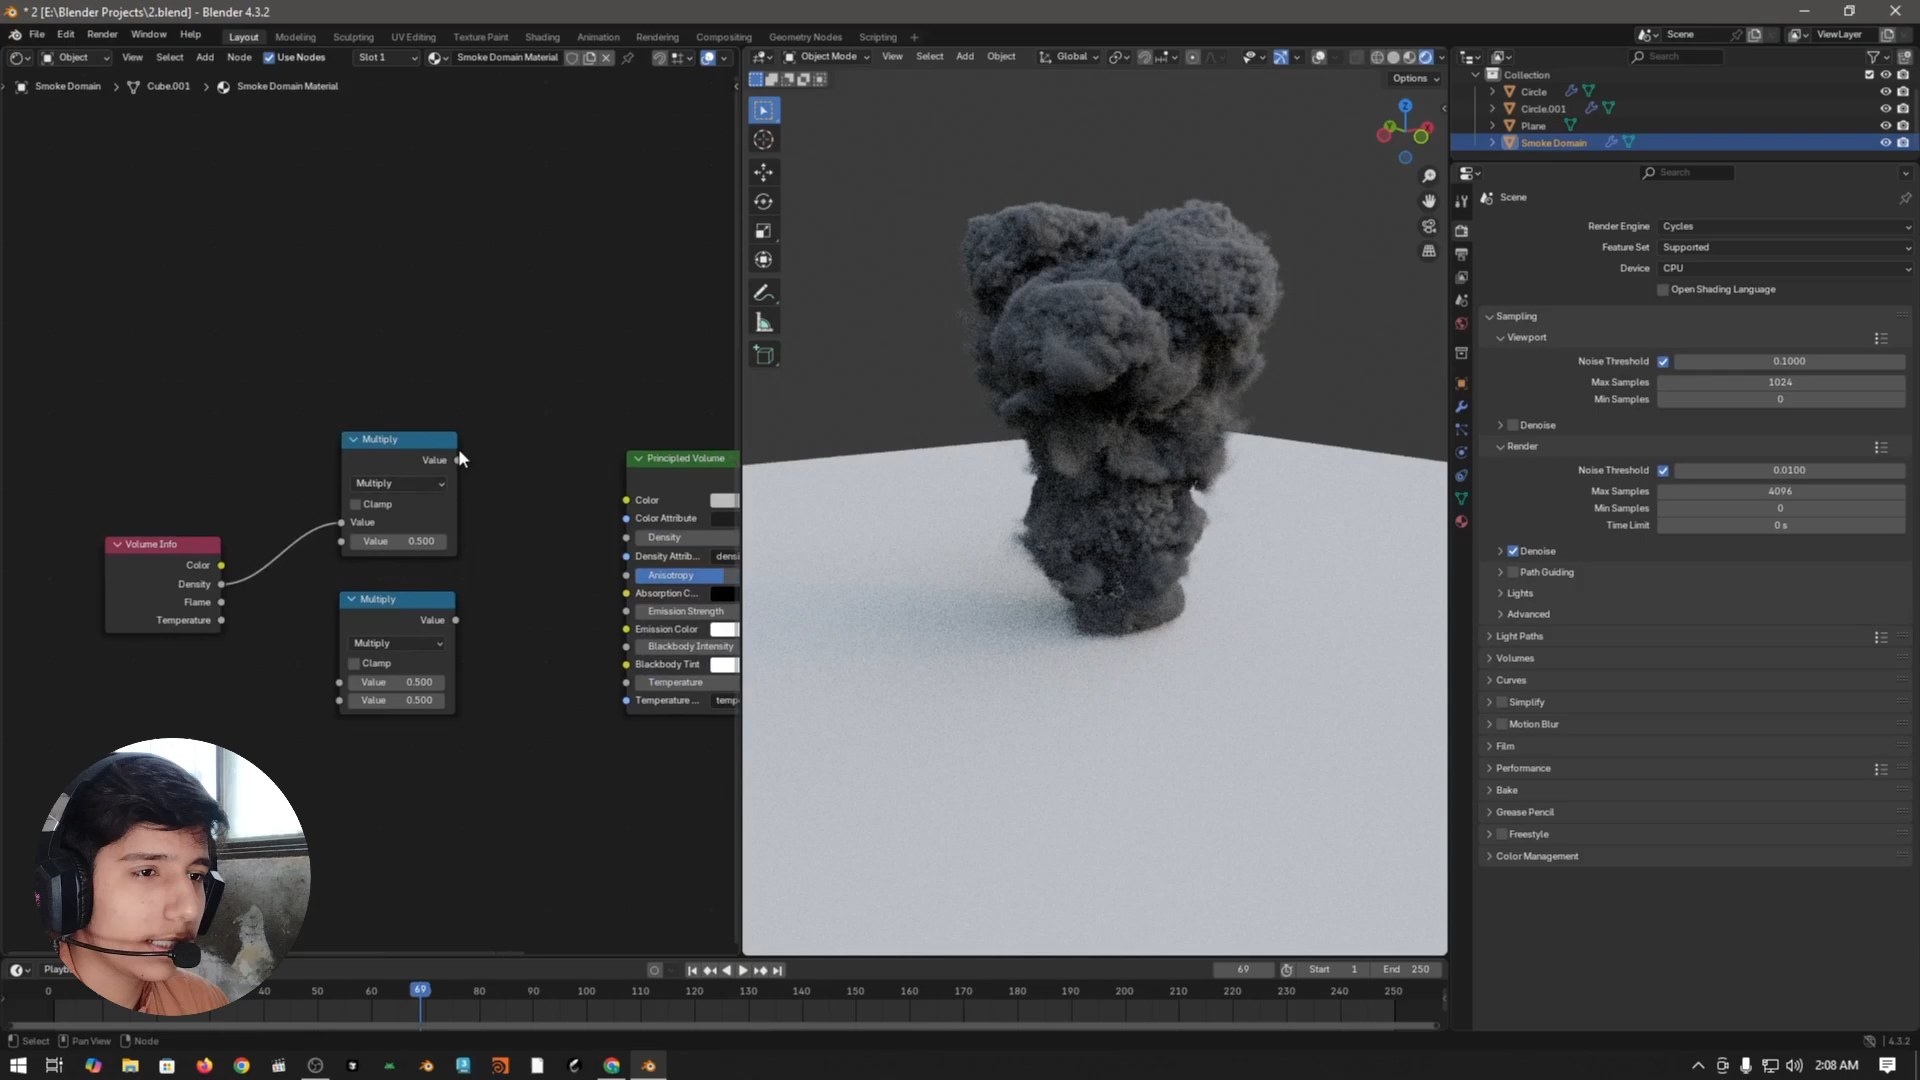 * 2 [E:\Blender Projects\2.blend] - Blender 4.3.2
File Edit Render Window Help Layout Modeling Sculpting UV Editing Texture Paint Shading Animation Rendering Compositing Geometry Nodes Scripting + Scene ViewLayer
Object View Select Add Node Use Nodes Slot 1 Smoke Domain Material
Object Mode View Select Add Object Global
Search
Smoke Domain > Cube.001 > Smoke Domain Material
Options
Collection
Circle
Circle.001
Plane
Smoke Domain
Search
Scene
Render Engine Cycles
Feature Set Supported
Device CPU
Open Shading Language
Sampling
Viewport
Noise Threshold 0.1000
Max Samples 1024
Min Samples 0
Denoise
Render
Noise Threshold 0.0100
Max Samples 4096
Min Samples 0
Time Limit 0 s
Denoise
Path Guiding
Lights
Advanced
Light Paths
Volumes
Curves
Simplify
Motion Blur
Film
Performance
Bake
Grease Pencil
Freestyle
Color Management
Multiply
Value
Multiply
Clamp
Value
Value 0.500
Volume Info
Color
Density
Flame
Temperature
Multiply
Value
Multiply
Clamp
Value 0.500
Value 0.500
Principled Volume
Color
Color Attribute
Density
Density Attrib... densi
Anisotropy
Absorption C...
Emission Strength
Emission Color
Blackbody Intensity
Blackbody Tint
Temperature
Temperature ... temp
X
Y
Z
Playb
69 Start 1 End 250
0 40 50 60 69 80 90 100 110 120 130 140 150 160 170 180 190 200 210 220 230 240 250
Select Pan View Node
4.3.2
2:08 AM